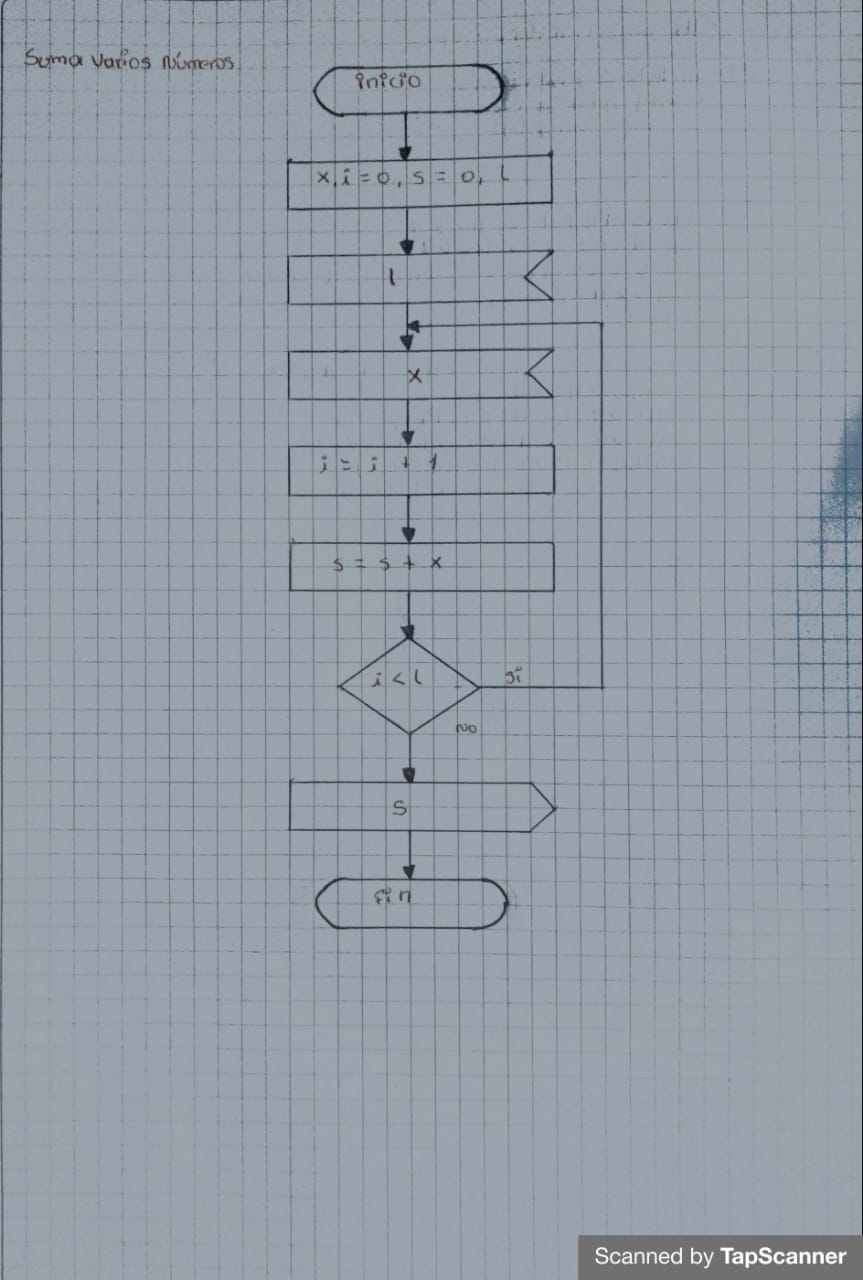 Suma varios números
inicio
x, i = 0, s = 0, l
l
x
i = i + 1
s = s + x
i < l
si
no
s
fin
Scanned by TapScanner